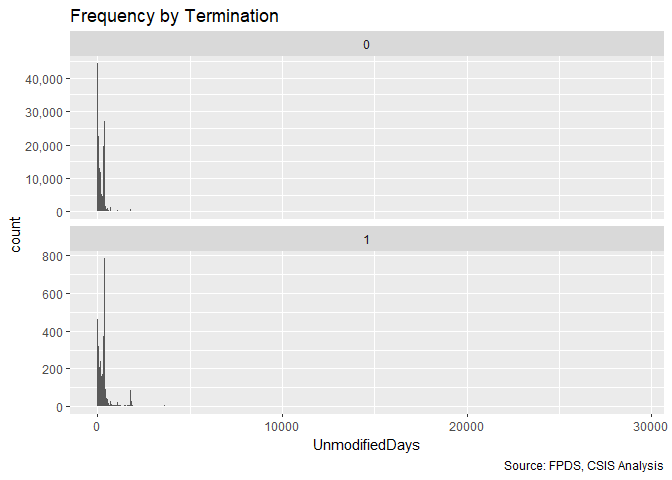 Frequency by Termination
0
40,000
30,000
20,000
10,000
0
count
1
800
600
400
200
0
0 10000 20000 30000
UnmodifiedDays
Source: FPDS, CSIS Analysis